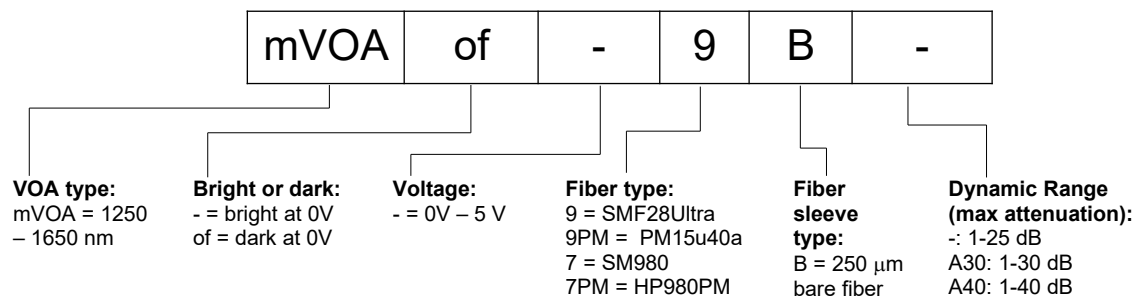 mVOA of - 9 B -
VOA type:
mVOA = 1250
– 1650 nm
Bright or dark:
- = bright at 0V
of = dark at 0V
Voltage:
- = 0V – 5 V
Fiber type:
9 = SMF28Ultra
9PM = PM15u40a
7 = SM980
7PM = HP980PM
Fiber
sleeve
type:
B = 250 μm
bare fiber
Dynamic Range
(max attenuation):
-: 1-25 dB
A30: 1-30 dB
A40: 1-40 dB